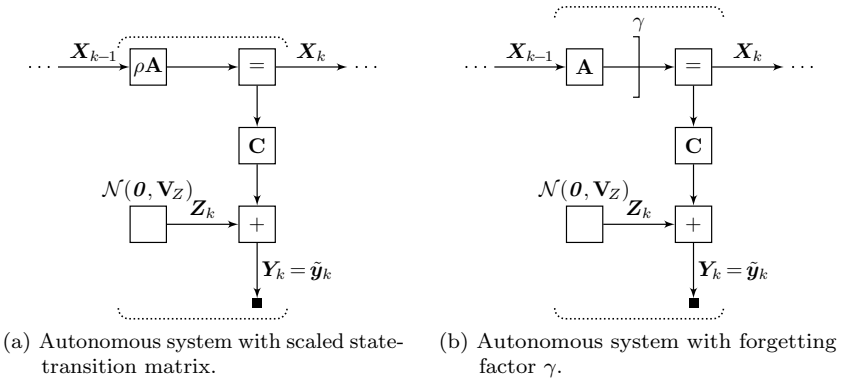 γ
··· X_{k−1} ρA = X_k ···
··· X_{k−1} A = X_k ···
C
C
N(0, V_Z)
N(0, V_Z)
Z_k +
Z_k +
Y_k = ỹ_k
Y_k = ỹ_k
(a) Autonomous system with scaled state-
transition matrix.
(b) Autonomous system with forgetting
factor γ.